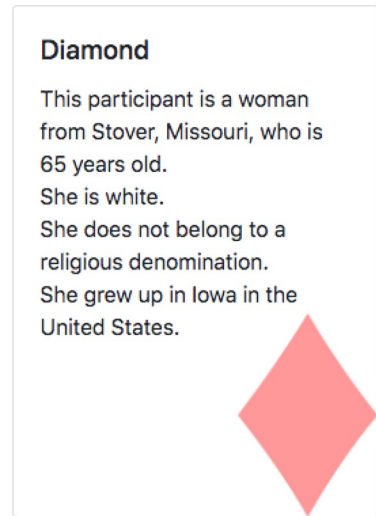 Diamond
This participant is a woman
from Stover, Missouri, who is
65 years old.
She is white.
She does not belong to a
religious denomination.
She grew up in Iowa in the
United States.